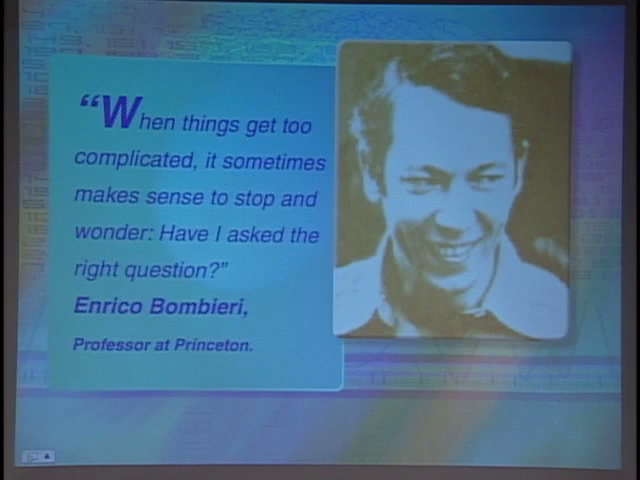 “When things get too
complicated, it sometimes
makes sense to stop and
wonder: Have I asked the
right question?”
Enrico Bombieri,
Professor at Princeton.